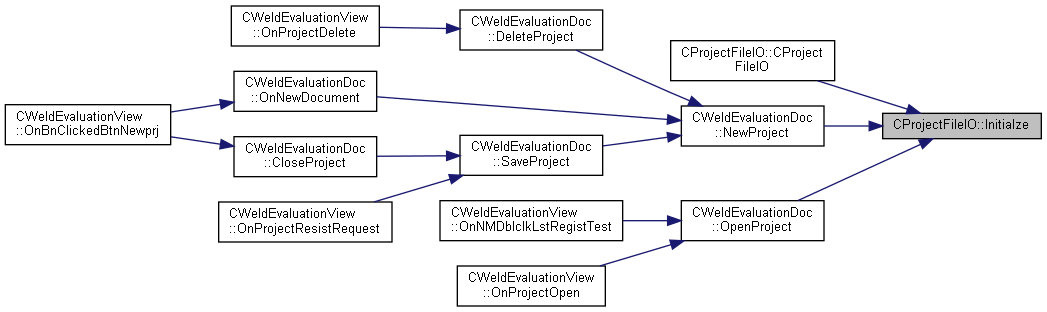 CWeldEvaluationView
::OnProjectDelete
CWeldEvaluationDoc
::DeleteProject
CProjectFileIO::CProject
FileIO
CWeldEvaluationDoc
::OnNewDocument
CWeldEvaluationView
::OnBnClickedBtnNewprj
CWeldEvaluationDoc
::NewProject
CProjectFileIO::Initialze
CWeldEvaluationDoc
::CloseProject
CWeldEvaluationDoc
::SaveProject
CWeldEvaluationView
::OnProjectResistRequest
CWeldEvaluationView
::OnNMDblclkLstRegistTest
CWeldEvaluationDoc
::OpenProject
CWeldEvaluationView
::OnProjectOpen